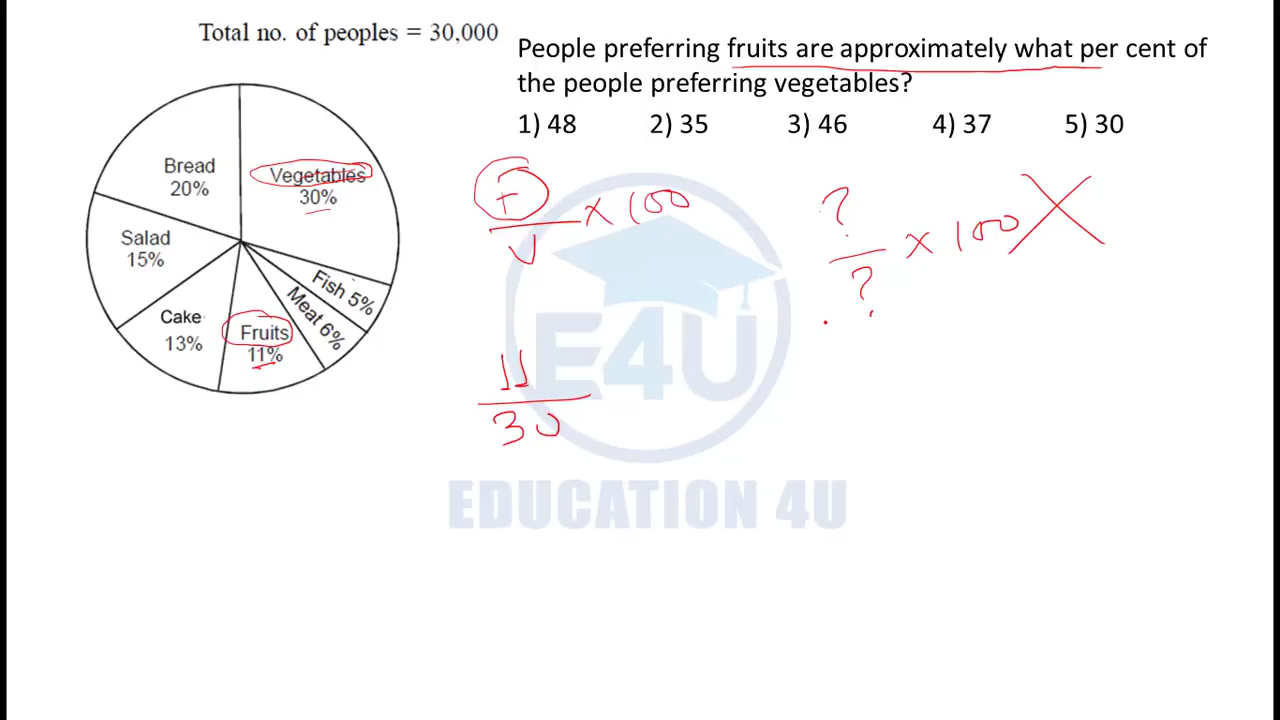 Total no. of peoples = 30,000
People preferring fruits are approximately what per cent of
the people preferring vegetables?
1) 48 2) 35 3) 46 4) 37 5) 30
Bread
20%
Vegetables
30%
Salad
15%
Fish 5%
Meat 6%
Cake
13%
Fruits
11%
F
V
× 100
?
?
× 100
11
30
E4U
EDUCATION 4U